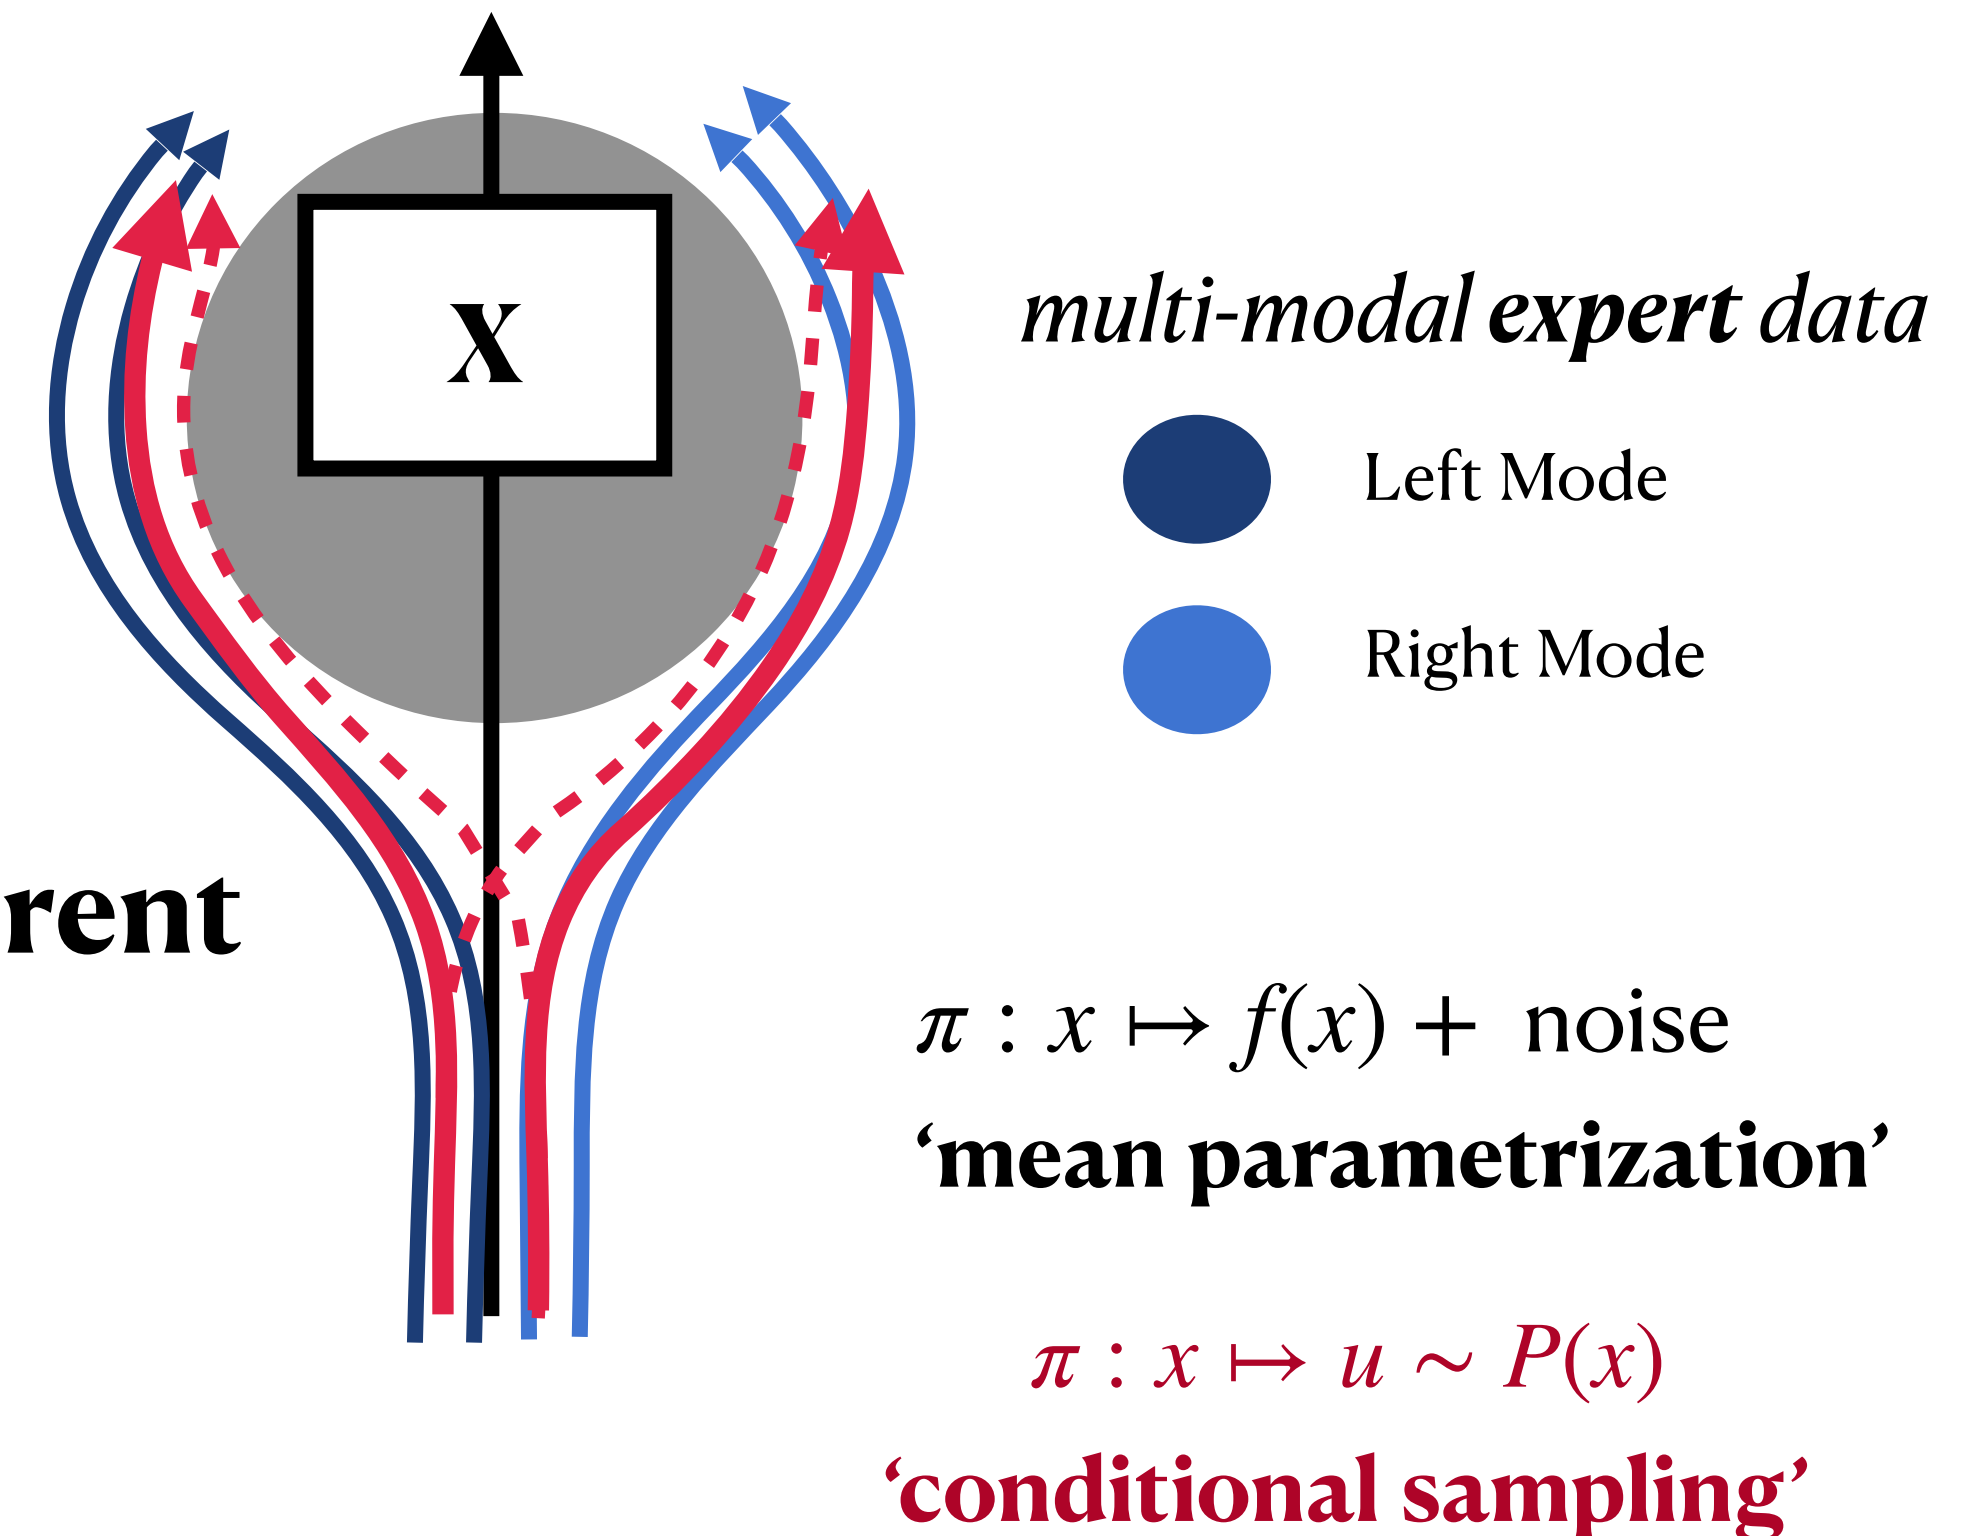 x
multi-modal expert data
Left Mode
Right Mode
rent
π : x ↦ f(x) + noise
‘mean parametrization’
π : x ↦ u ∼ P(x)
‘conditional sampling’